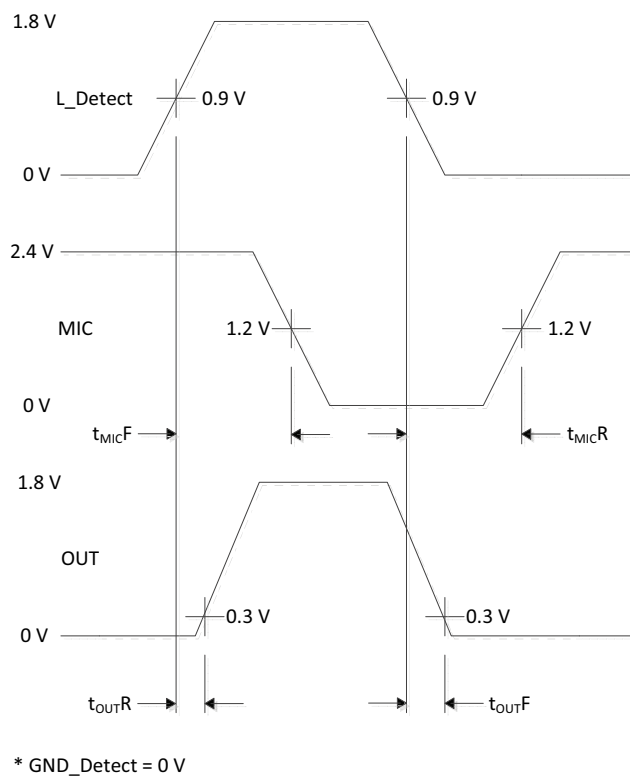 1.8 V
L_Detect
0.9 V
0.9 V
0 V
2.4 V
MIC
1.2 V
1.2 V
0 V
tMICF
tMICR
1.8 V
OUT
0.3 V
0.3 V
0 V
tOUTR
tOUTF
* GND_Detect = 0 V